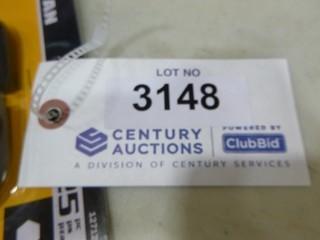 LOT NO
3148
CENTURY
AUCTIONS
POWERED BY
ClubBid
A DIVISION OF CENTURY SERVICES